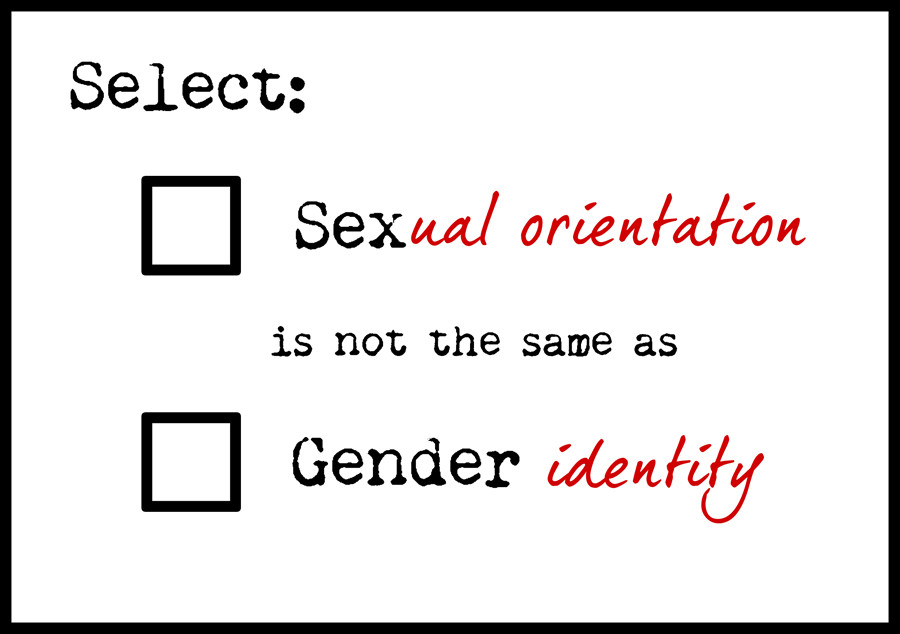 Select:
Sexual orientation
is not the same as
Gender identity